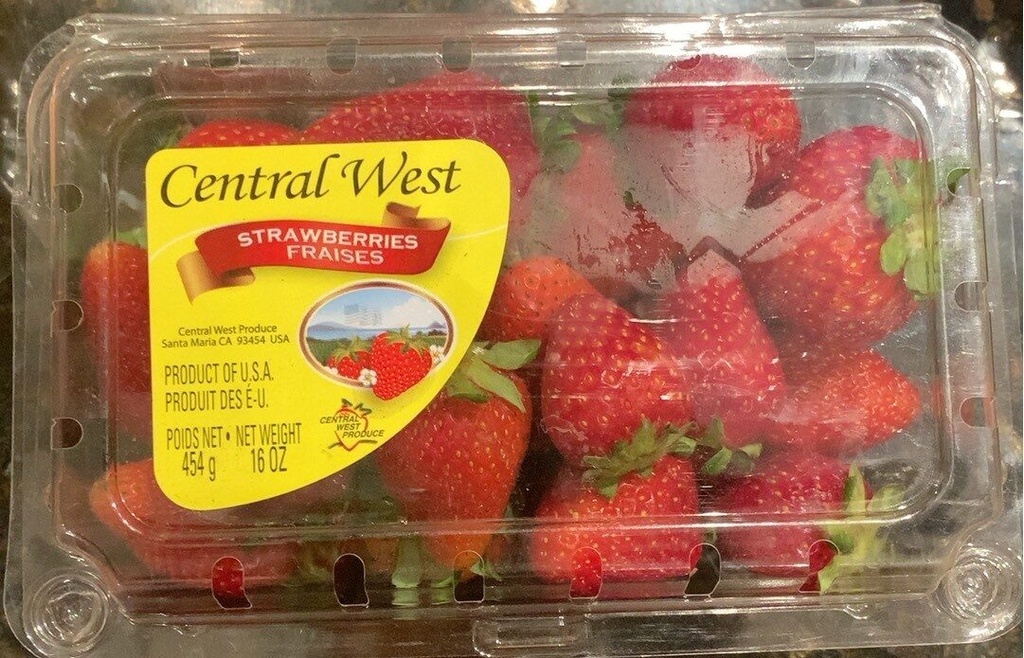 Central West
STRAWBERRIES
FRAISES
Central West Produce
Santa Maria CA 93454 USA
PRODUCT OF U.S.A.
PRODUIT DES É-U.
POIDS NET • NET WEIGHT
454 g 16 OZ
CENTRAL
WEST
PRODUCE